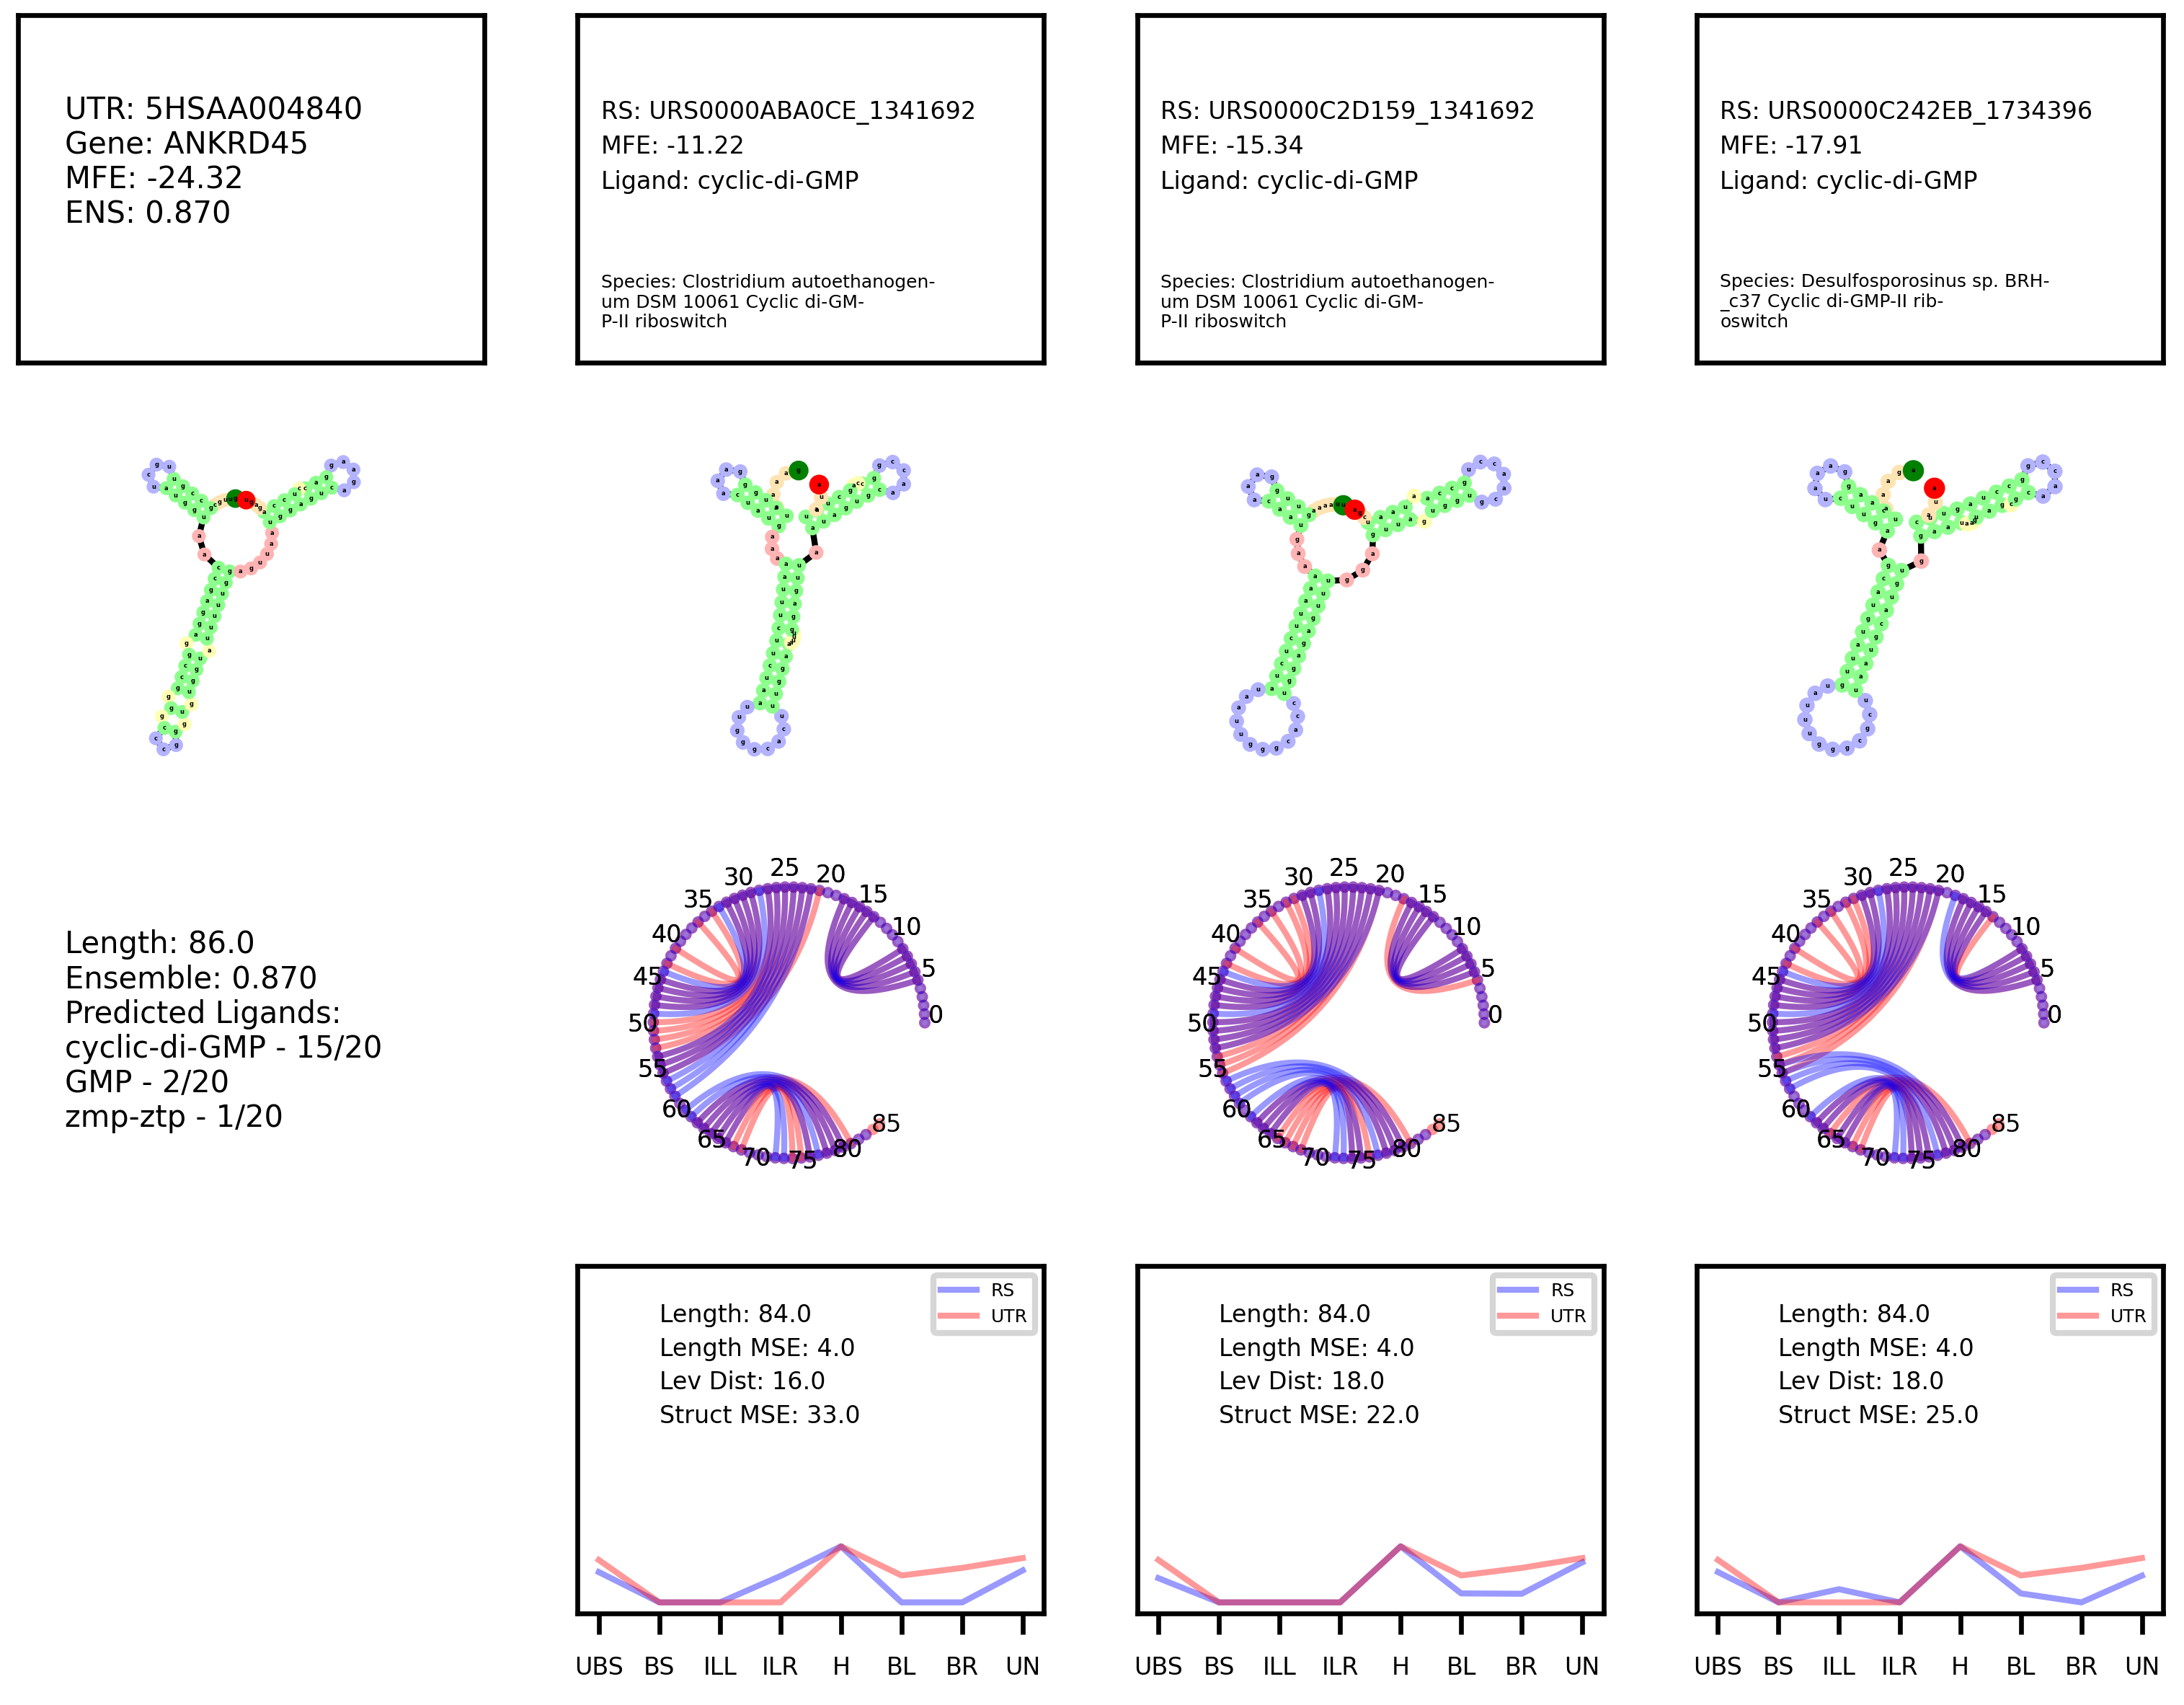 UTR: 5HSAA004840
Gene: ANKRD45
MFE: -24.32
ENS: 0.870
RS: URS0000ABA0CE_1341692
MFE: -11.22
Ligand: cyclic-di-GMP
Species: Clostridium autoethanogen-
um DSM 10061 Cyclic di-GM-
P-II riboswitch
RS: URS0000C2D159_1341692
MFE: -15.34
Ligand: cyclic-di-GMP
Species: Clostridium autoethanogen-
um DSM 10061 Cyclic di-GM-
P-II riboswitch
RS: URS0000C242EB_1734396
MFE: -17.91
Ligand: cyclic-di-GMP
Species: Desulfosporosinus sp. BRH-
_c37 Cyclic di-GMP-II rib-
oswitch
Length: 86.0
Ensemble: 0.870
Predicted Ligands:
cyclic-di-GMP - 15/20
GMP - 2/20
zmp-ztp - 1/20
0 5 10 15 20 25 30 35 40 45 50 55 60 65 70 75 80 85
0 5 10 15 20 25 30 35 40 45 50 55 60 65 70 75 80 85
0 5 10 15 20 25 30 35 40 45 50 55 60 65 70 75 80 85
RS
UTR
Length: 84.0
Length MSE: 4.0
Lev Dist: 16.0
Struct MSE: 33.0
UBS BS ILL ILR H BL BR UN
RS
UTR
Length: 84.0
Length MSE: 4.0
Lev Dist: 18.0
Struct MSE: 22.0
UBS BS ILL ILR H BL BR UN
RS
UTR
Length: 84.0
Length MSE: 4.0
Lev Dist: 18.0
Struct MSE: 25.0
UBS BS ILL ILR H BL BR UN